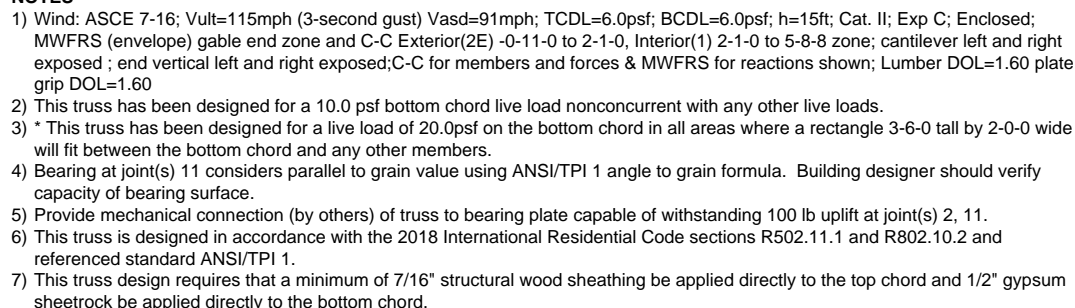 NOTES
1) Wind: ASCE 7-16; Vult=115mph (3-second gust) Vasd=91mph; TCDL=6.0psf; BCDL=6.0psf; h=15ft; Cat. II; Exp C; Enclosed;
MWFRS (envelope) gable end zone and C-C Exterior(2E) -0-11-0 to 2-1-0, Interior(1) 2-1-0 to 5-8-8 zone; cantilever left and right
exposed ; end vertical left and right exposed;C-C for members and forces & MWFRS for reactions shown; Lumber DOL=1.60 plate
grip DOL=1.60
2) This truss has been designed for a 10.0 psf bottom chord live load nonconcurrent with any other live loads.
3) * This truss has been designed for a live load of 20.0psf on the bottom chord in all areas where a rectangle 3-6-0 tall by 2-0-0 wide
will fit between the bottom chord and any other members.
4) Bearing at joint(s) 11 considers parallel to grain value using ANSI/TPI 1 angle to grain formula. Building designer should verify
capacity of bearing surface.
5) Provide mechanical connection (by others) of truss to bearing plate capable of withstanding 100 lb uplift at joint(s) 2, 11.
6) This truss is designed in accordance with the 2018 International Residential Code sections R502.11.1 and R802.10.2 and
referenced standard ANSI/TPI 1.
7) This truss design requires that a minimum of 7/16" structural wood sheathing be applied directly to the top chord and 1/2" gypsum
sheetrock be applied directly to the bottom chord.